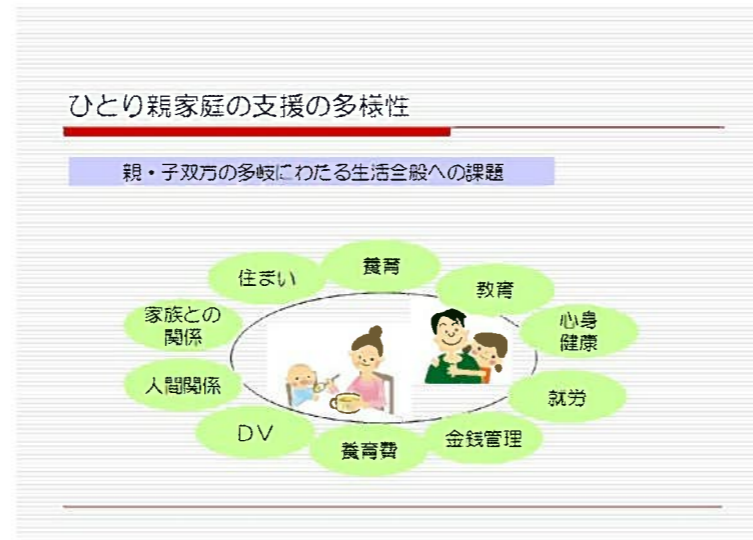 ひとり親家庭の支援の多様性
親・子双方の多岐にわたる生活全般への課題
養育
住まい
教育
家族との
関係
心身
健康
人間関係
就労
DV
養育費
金銭管理